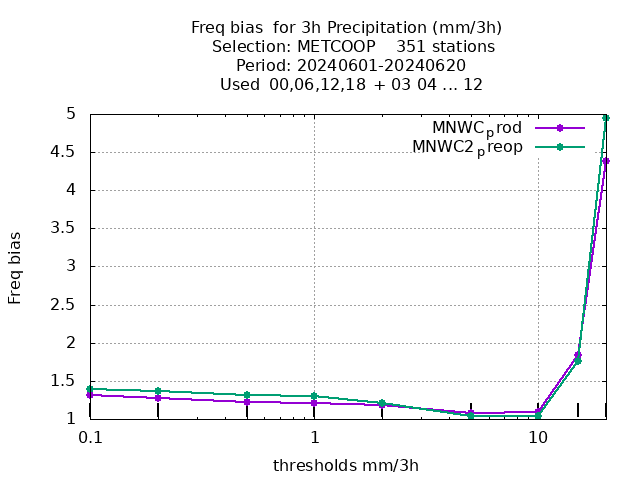 Freq bias  for 3h Precipitation (mm/3h)
Selection: METCOOP    351 stations
Period: 20240601-20240620
Used  00,06,12,18  + 03 04 ... 12
MNWCprod
MNWC2preop
5
4.5
4
3.5
3
2.5
2
1.5
1
Freq bias
0.1
1
10
thresholds mm/3h